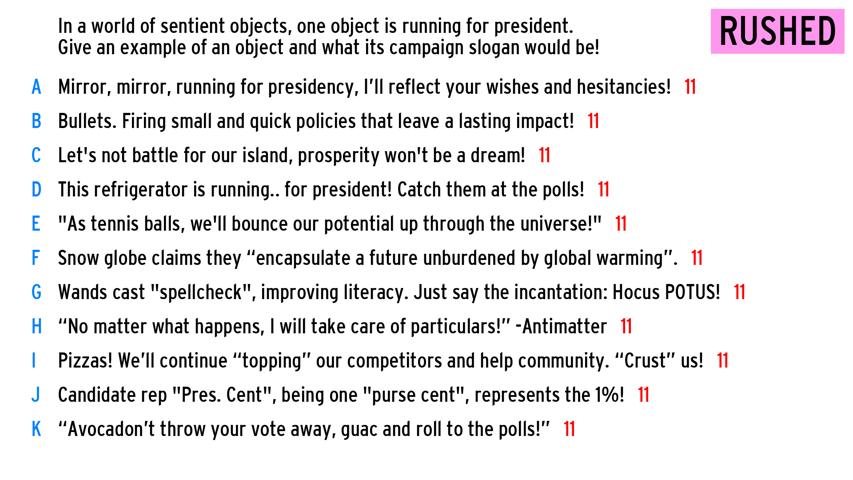 In a world of sentient objects, one object is running for president.
Give an example of an object and what its campaign slogan would be!
RUSHED
A Mirror, mirror, running for presidency, I'll reflect your wishes and hesitancies! 11
B Bullets. Firing small and quick policies that leave a lasting impact! 11
C Let's not battle for our island, prosperity won't be a dream! 11
D This refrigerator is running.. for president! Catch them at the polls! 11
E "As tennis balls, we'll bounce our potential up through the universe!" 11
F Snow globe claims they “encapsulate a future unburdened by global warming”. 11
G Wands cast "spellcheck", improving literacy. Just say the incantation: Hocus POTUS! 11
H “No matter what happens, I will take care of particulars!” -Antimatter 11
I Pizzas! We’ll continue “topping” our competitors and help community. “Crust” us! 11
J Candidate rep "Pres. Cent", being one "purse cent", represents the 1%! 11
K “Avocadon’t throw your vote away, guac and roll to the polls!” 11